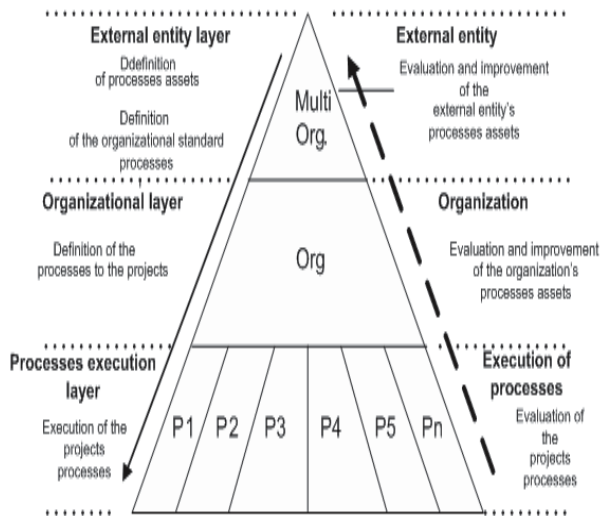 External entity layer
Ddefinition
of processes assets
Definition
of the organizational standard
processes
Organizational layer
Definition of the
processes to the projects
Processes execution
layer
Execution of the
projects
processes
Multi
Org.
Org
P1 P2 P3 P4 P5 Pn
External entity
Evaluation and improvement
of the
external entity's
processes assets
Organization
Evaluation and improvement
of the organization's
processes assets
Execution of
processes
Evaluation of
the
projects
processes